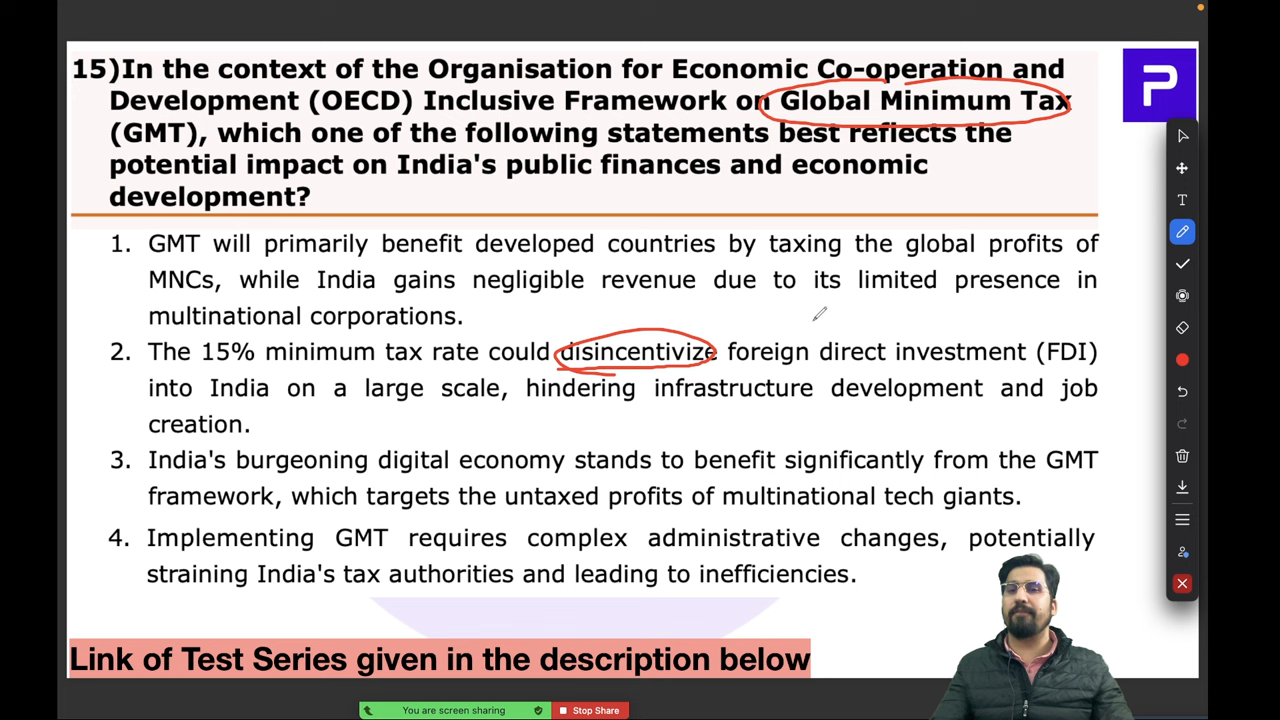 15)In the context of the Organisation for Economic Co-operation and
Development (OECD) Inclusive Framework on Global Minimum Tax
(GMT), which one of the following statements best reflects the
potential impact on India's public finances and economic
development?
P
1. GMT will primarily benefit developed countries by taxing the global profits of
MNCs, while India gains negligible revenue due to its limited presence in
multinational corporations.
2. The 15% minimum tax rate could disincentivize foreign direct investment (FDI)
into India on a large scale, hindering infrastructure development and job
creation.
3. India's burgeoning digital economy stands to benefit significantly from the GMT
framework, which targets the untaxed profits of multinational tech giants.
4. Implementing GMT requires complex administrative changes, potentially
straining India's tax authorities and leading to inefficiencies.
Link of Test Series given in the description below
You are screen sharing
Stop Share
T